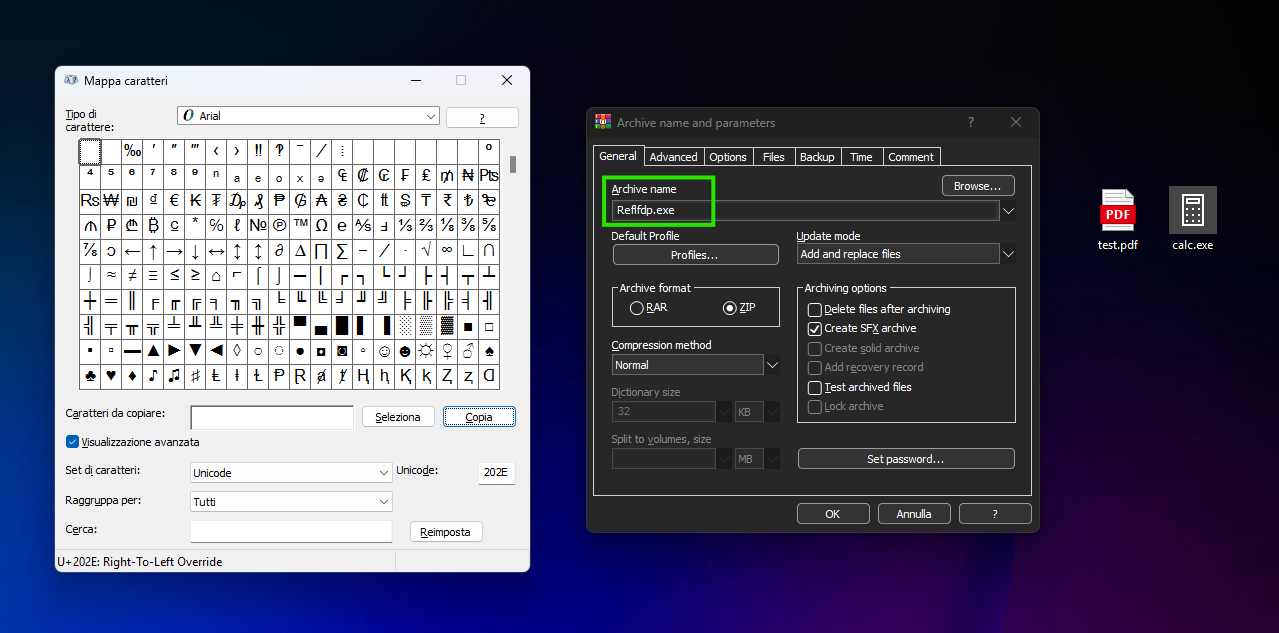 Mappa caratteri
Tipo di
carattere:
Arial
?
‰ ′ ″ ‴ ‹ › ‼ ‽ ‾ ⁄ ⁞ º
⁴ ⁵ ⁶ ⁷ ⁸ ⁹ ⁿ ₐ ₑ ₒ ₓ ₔ ₠ ₡ ₢ ₣ ₤ ₥ ₦ ₧
₨ ₩ ₪ ₫ € ₭ ₮ ₯ ₰ ₱ ₲ ₳ ₴ ₵ ₶ ₷ ₸ ₹ ₺ ₻
₼ ₽ ₾ ₿ ⃀ * ℅ ℓ № ℗ ™ Ω ℮ ⅍ ⅎ ⅓ ⅔ ⅛ ⅜ ⅝
⅞ ↄ ← ↑ → ↓ ↔ ↕ ↨ ∂ ∆ ∏ ∑ − ∕ ∙ √ ∞ ∟ ∩
∫ ≈ ≠ ≡ ≤ ≥ ⌂ ⌐ ⌠ ⌡ ─ │ ┌ ┐ └ ┘ ├ ┤ ┬ ┴
┼ ═ ║ ╒ ╓ ╔ ╕ ╖ ╗ ╘ ╙ ╚ ╛ ╜ ╝ ╞ ╟ ╠ ╡ ╢
╣ ╤ ╥ ╦ ╧ ╨ ╩ ╪ ╫ ╬ ▀ ▄ █ ▌ ▐ ░ ▒ ▓ ■ □
▪ ▫ ▬ ▲ ► ▼ ◄ ◊ ○ ◌ ● ◘ ◙ ◦ ☺ ☻ ☼ ♀ ♂ ♠
♣ ♥ ♦ ♪ ♫ ♯ Ⱡ ⱡ Ɫ Ᵽ Ɽ ⱥ ⱦ Ⱨ ⱨ Ⱪ ⱪ Ⱬ ⱬ Ɑ
Caratteri da copiare:
Seleziona
Copia
Visualizzazione avanzata
Set di caratteri:
Unicode
Unicode:
202E
Raggruppa per:
Tutti
Cerca:
Reimposta
U+202E: Right-To-Left Override
Archive name and parameters
?
General Advanced Options Files Backup Time Comment
Archive name
Browse...
Reflfdp.exe
Default Profile
Profiles...
Update mode
Add and replace files
Archive format
RAR
ZIP
Compression method
Normal
Dictionary size
32
KB
Split to volumes, size
MB
Archiving options
Delete files after archiving
Create SFX archive
Create solid archive
Add recovery record
Test archived files
Lock archive
Set password...
OK
Annulla
?
PDF
test.pdf
calc.exe